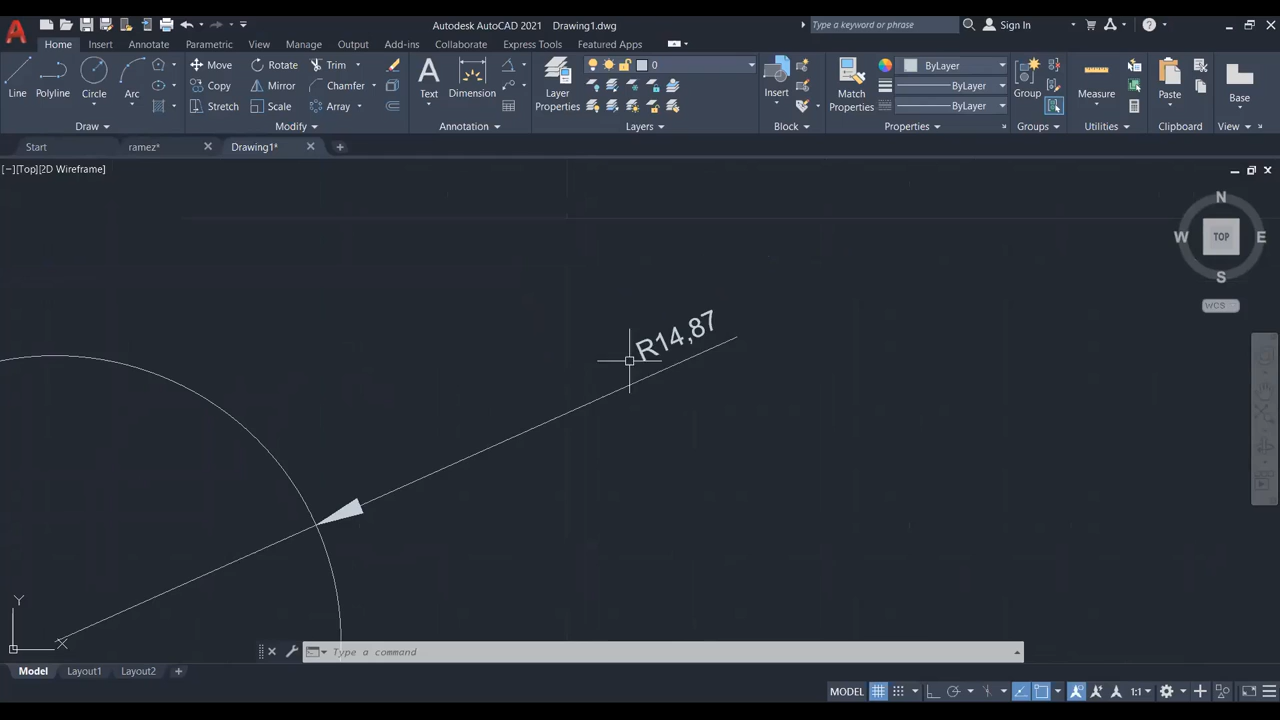 Autodesk AutoCAD 2021 Drawing1.dwg
Type a keyword or phrase
Sign In
Home Insert Annotate Parametric View Manage Output Add-ins Collaborate Express Tools Featured Apps
Line Polyline Circle Arc
Move Rotate Trim
Copy Mirror Chamfer
Stretch Scale Array
Text Dimension
Layer Properties
0
Insert
Match Properties
ByLayer
ByLayer
ByLayer
Group
Measure
Paste
Base
Draw Modify Annotation Layers Block Properties Groups Utilities Clipboard View
Start ramez* Drawing1*
[−][Top][2D Wireframe]
N
W TOP E
S
WCS
R14,87
Y
X
Type a command
Model Layout1 Layout2
MODEL 1:1